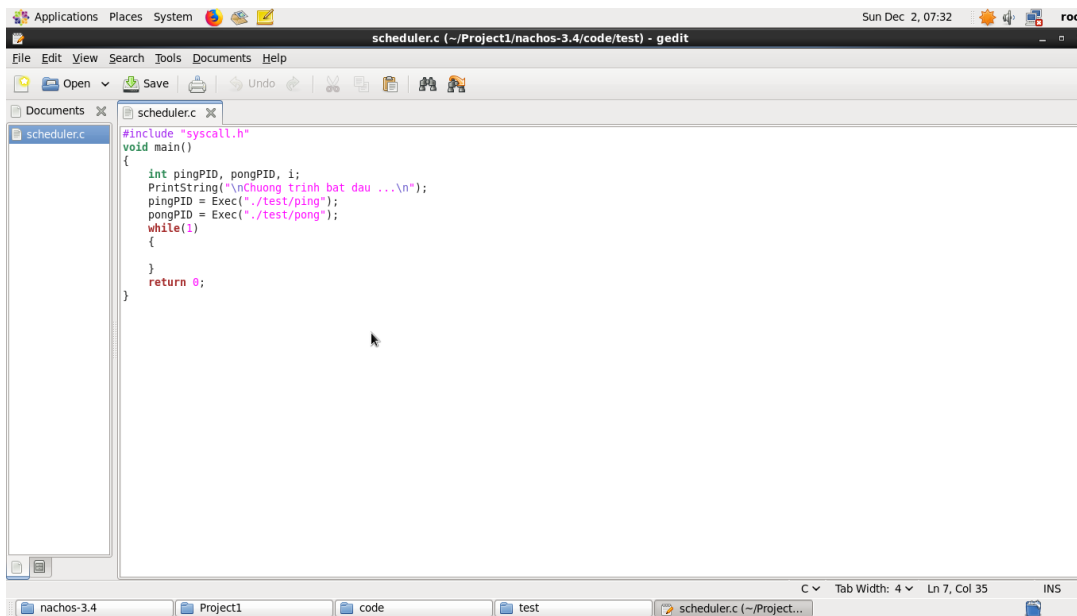 Applications Places System Sun Dec 2, 07:32
scheduler.c (~/Project1/nachos-3.4/code/test) - gedit
File Edit View Search Tools Documents Help
Open Save Undo
Documents scheduler.c
scheduler.c
#include "syscall.h"
void main()
{
    int pingPID, pongPID, i;
    PrintString("\nChuong trinh bat dau ...\n");
    pingPID = Exec("./test/ping");
    pongPID = Exec("./test/pong");
    while(1)
    {
    }
    return 0;
}
C Tab Width: 4 Ln 7, Col 35 INS
nachos-3.4 Project1 code test scheduler.c (~/Project...